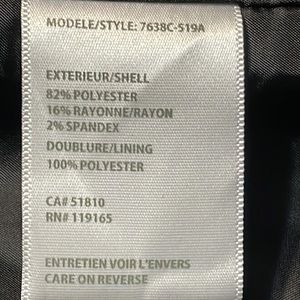 MODELE/STYLE: 7638C-S19A
EXTERIEUR/SHELL
82% POLYESTER
16% RAYONNE/RAYON
2% SPANDEX
DOUBLURE/LINING
100% POLYESTER
CA# 51810
RN# 119165
ENTRETIEN VOIR L'ENVERS
CARE ON REVERSE